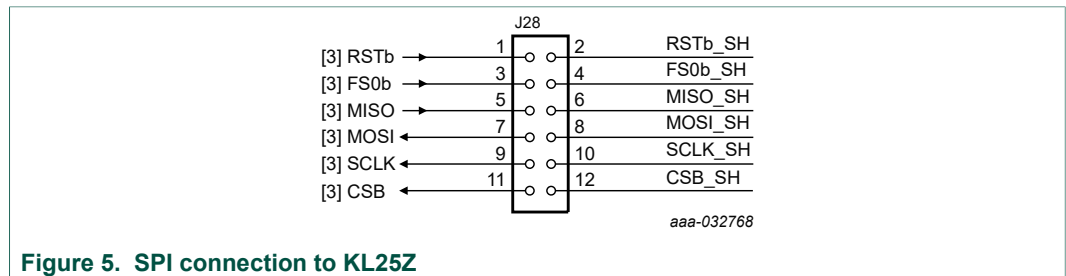 J28
[3] RSTb 1 2 RSTb_SH
[3] FS0b 3 4 FS0b_SH
[3] MISO 5 6 MISO_SH
[3] MOSI 7 8 MOSI_SH
[3] SCLK 9 10 SCLK_SH
[3] CSB 11 12 CSB_SH
aaa-032768
Figure 5. SPI connection to KL25Z